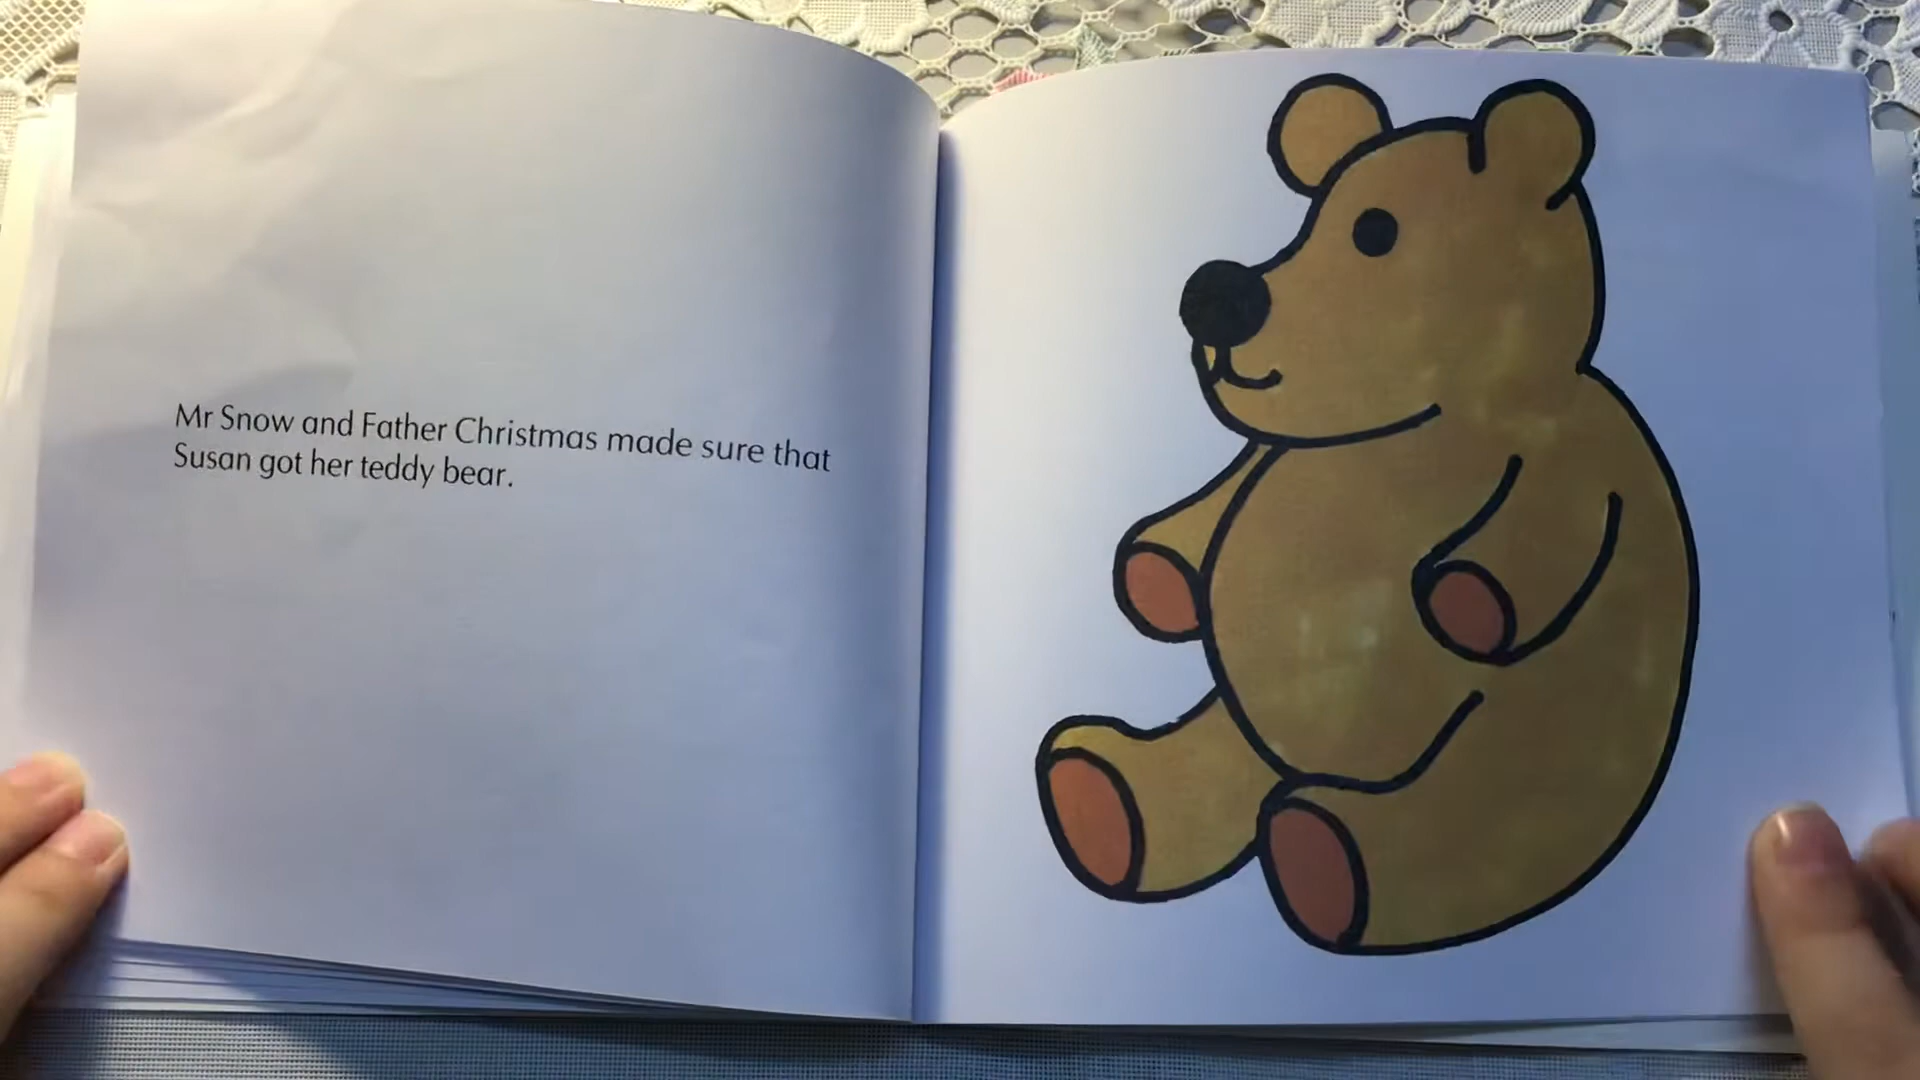 Mr Snow and Father Christmas made sure that
Susan got her teddy bear.